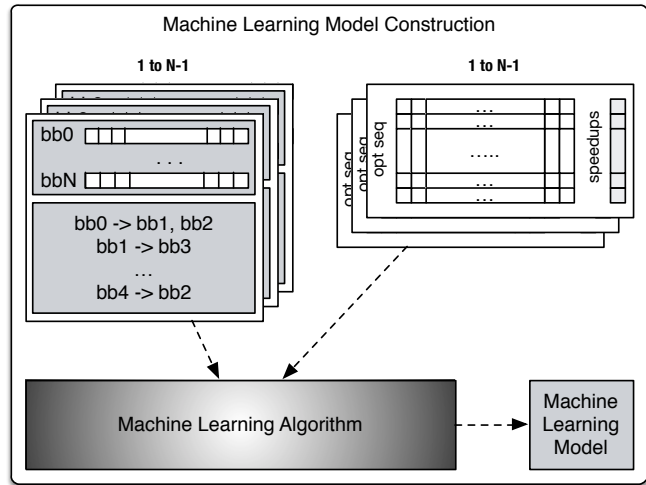 Machine Learning Model Construction
1 to N-1
1 to N-1
bb0
. . .
bbN
bb0 -> bb1, bb2
bb1 -> bb3
...
bb4 -> bb2
opt seq
opt seq
opt seq
...
...
.....
...
...
speedups
Machine Learning Algorithm
Machine
Learning
Model